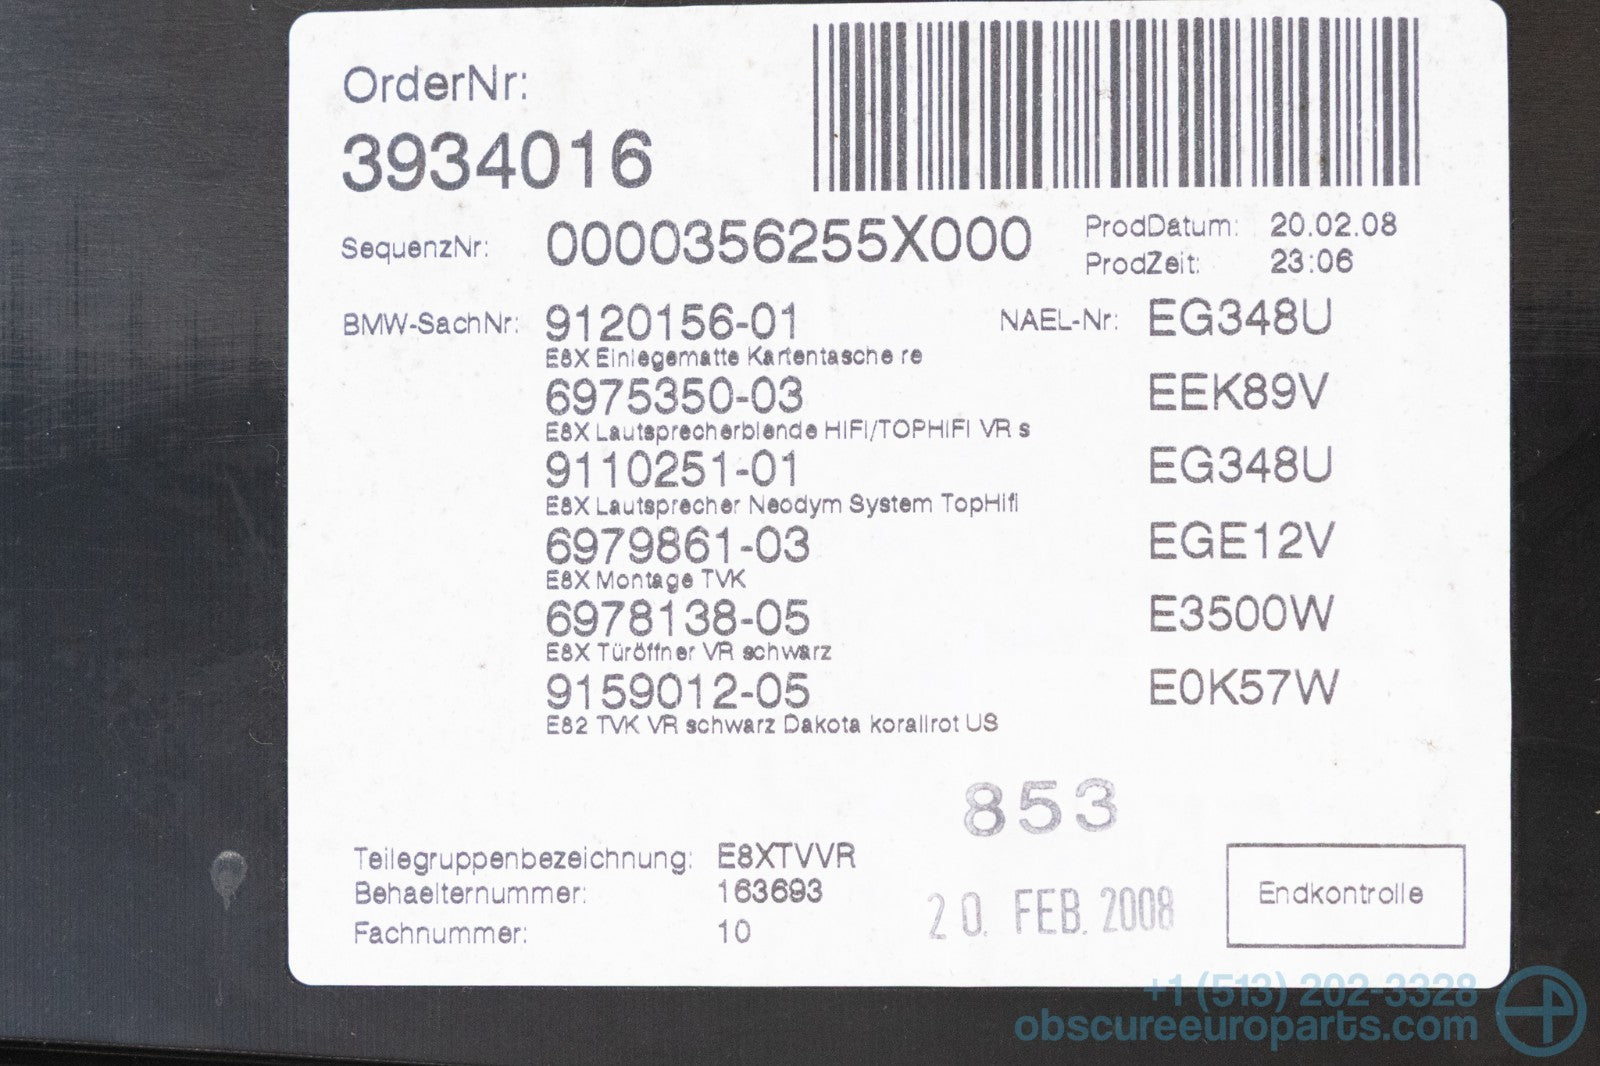 OrderNr:
3934016
SequenzNr: 0000356255X000 ProdDatum: 20.02.08
ProdZeit: 23:06
BMW-SachNr: 9120156-01 NAEL-Nr: EG348U
E8X Einlegematte Kartentasche re
6975350-03 EEK89V
E8X Lautsprecherblende HIFI/TOPHIFI VR s
9110251-01 EG348U
E8X Lautsprecher Neodym System TopHifi
6979861-03 EGE12V
E8X Montage TVK
6978138-05 E3500W
E8X Türöffner VR schwarz
9159012-05 E0K57W
E82 TVK VR schwarz Dakota korallrot US
853
Teilegruppenbezeichnung: E8XTVVR
Behaelternummer: 163693
Fachnummer: 10
20. FEB. 2008
Endkontrolle
+1 (513) 202-3328
obscureeuroparts.com